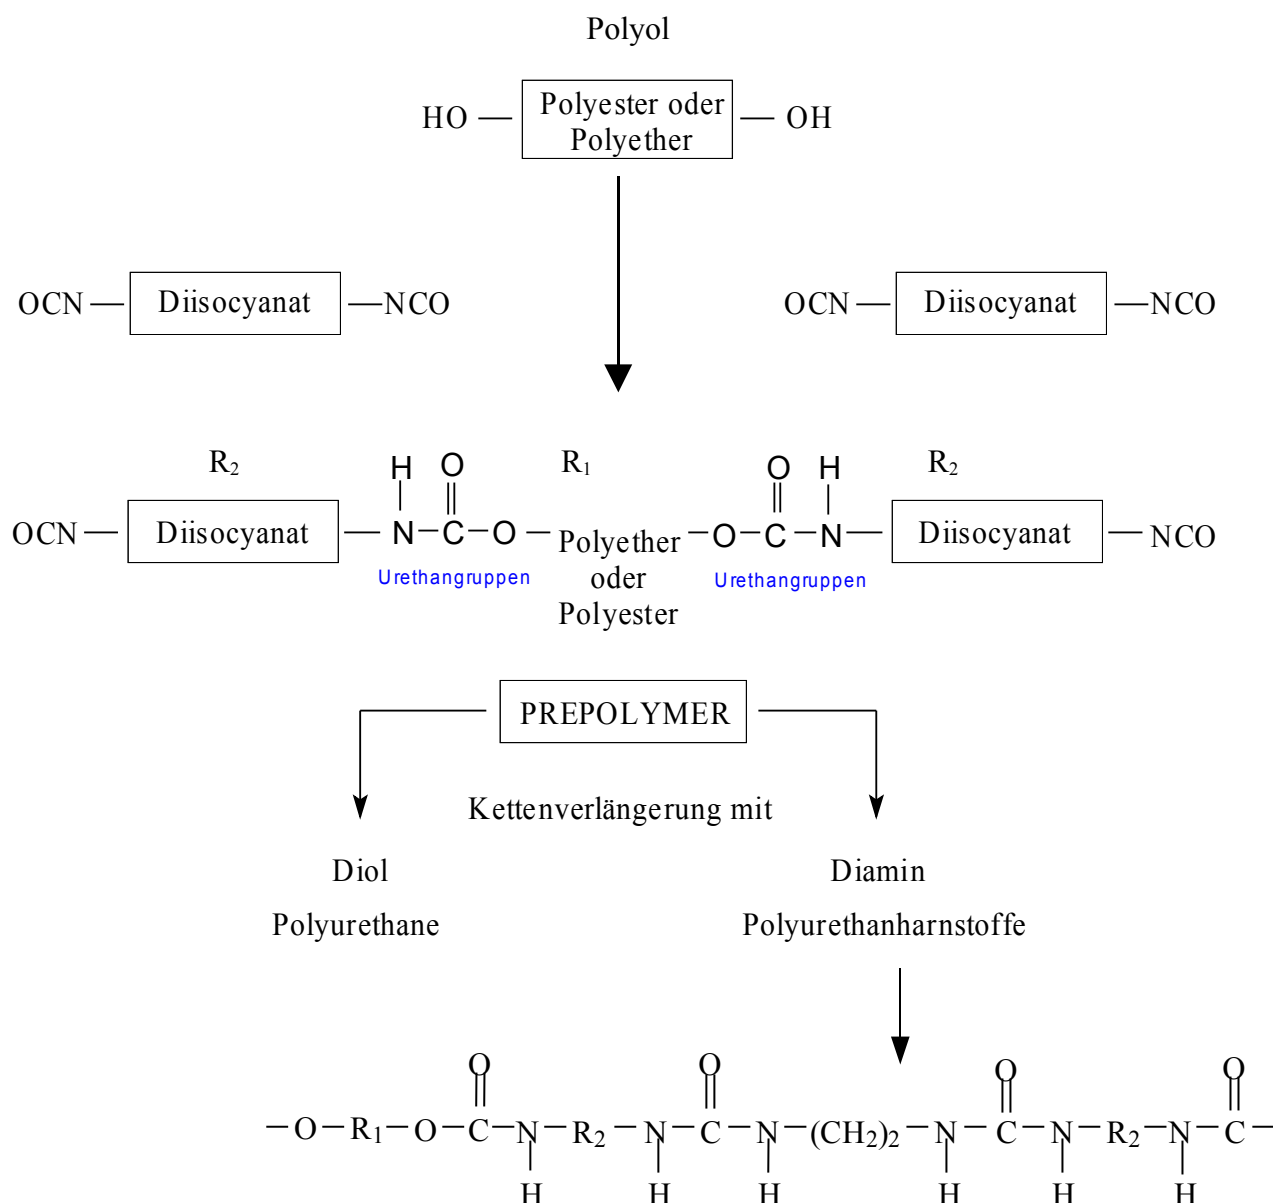 Polyol
HO — Polyester oder — OH
Polyether
OCN — Diisocyanat — NCO OCN — Diisocyanat — NCO
R₂ H O R₁ O H R₂
OCN — Diisocyanat — N — C — O — Polyether — O — C — N — Diisocyanat — NCO
oder
Polyester
Urethangruppen Urethangruppen
PREPOLYMER
Kettenverlängerung mit
Diol Diamin
Polyurethane Polyurethanharnstoffe
O O O O
—O—R₁—O—C—N—R₂—N—C—N—(CH₂)₂—N—C—N—R₂—N—C—
H H H H H H